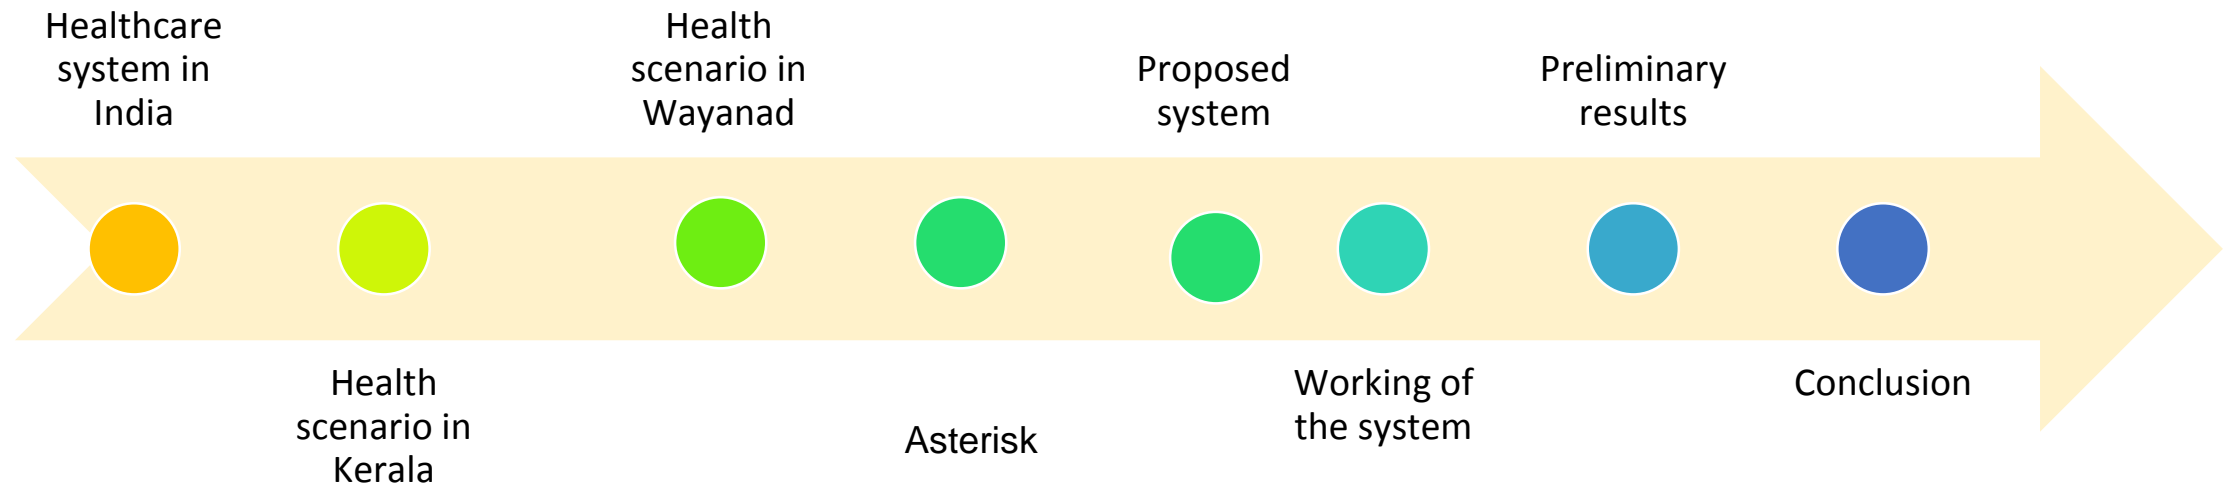 Healthcare
system in
India
Health
scenario in
Kerala
Health
scenario in
Wayanad
Asterisk
Proposed
system
Working of
the system
Preliminary
results
Conclusion